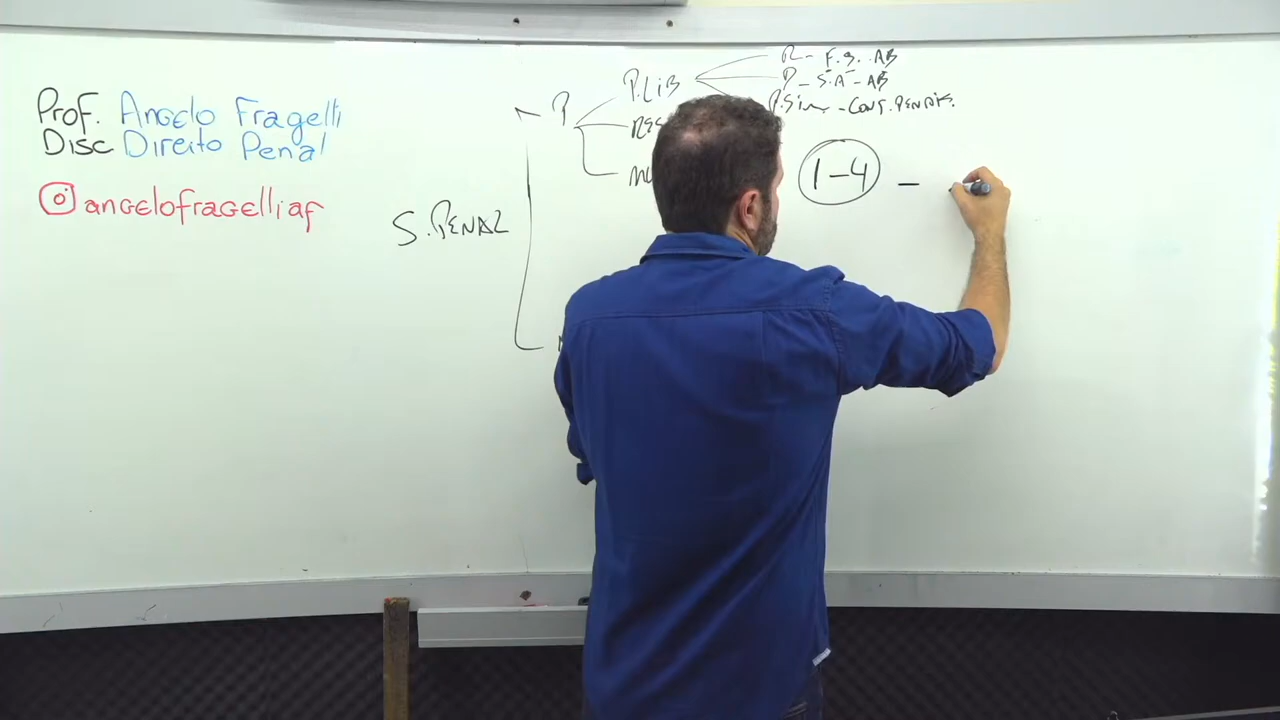 Prof. Angelo Fragelli
Disc Direito Penal
angelofragelliaf
S.PENAL
P
P.LiB
R - F.S.AB
D - S.A - AB
P.Sim - CONT.PENAIS.
1-4 -